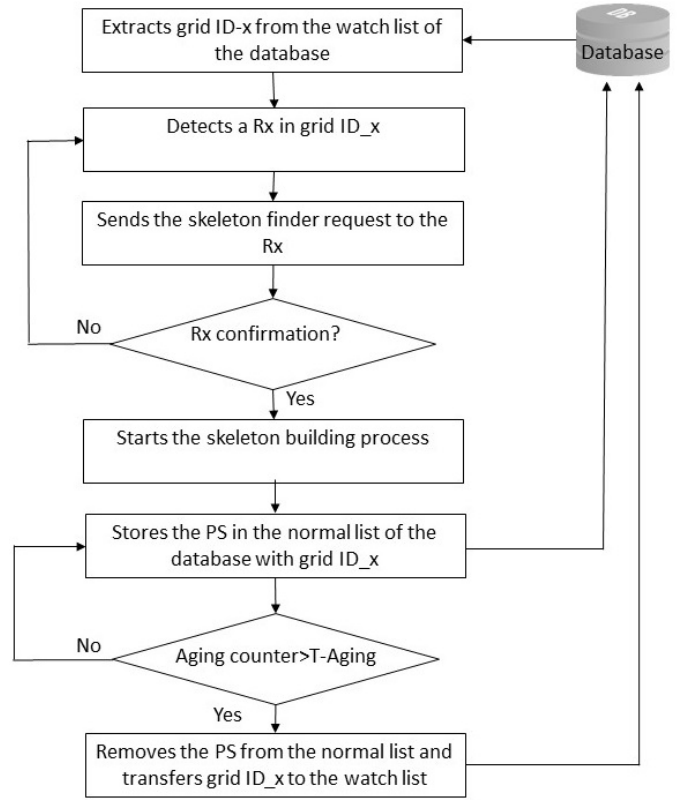 Extracts grid ID-x from the watch list of
the database
DB
Database
Detects a Rx in grid ID_x
Sends the skeleton finder request to the
Rx
No
Rx confirmation?
Yes
Starts the skeleton building process
Stores the PS in the normal list of the
database with grid ID_x
No
Aging counter>T-Aging
Yes
Removes the PS from the normal list and
transfers grid ID_x to the watch list